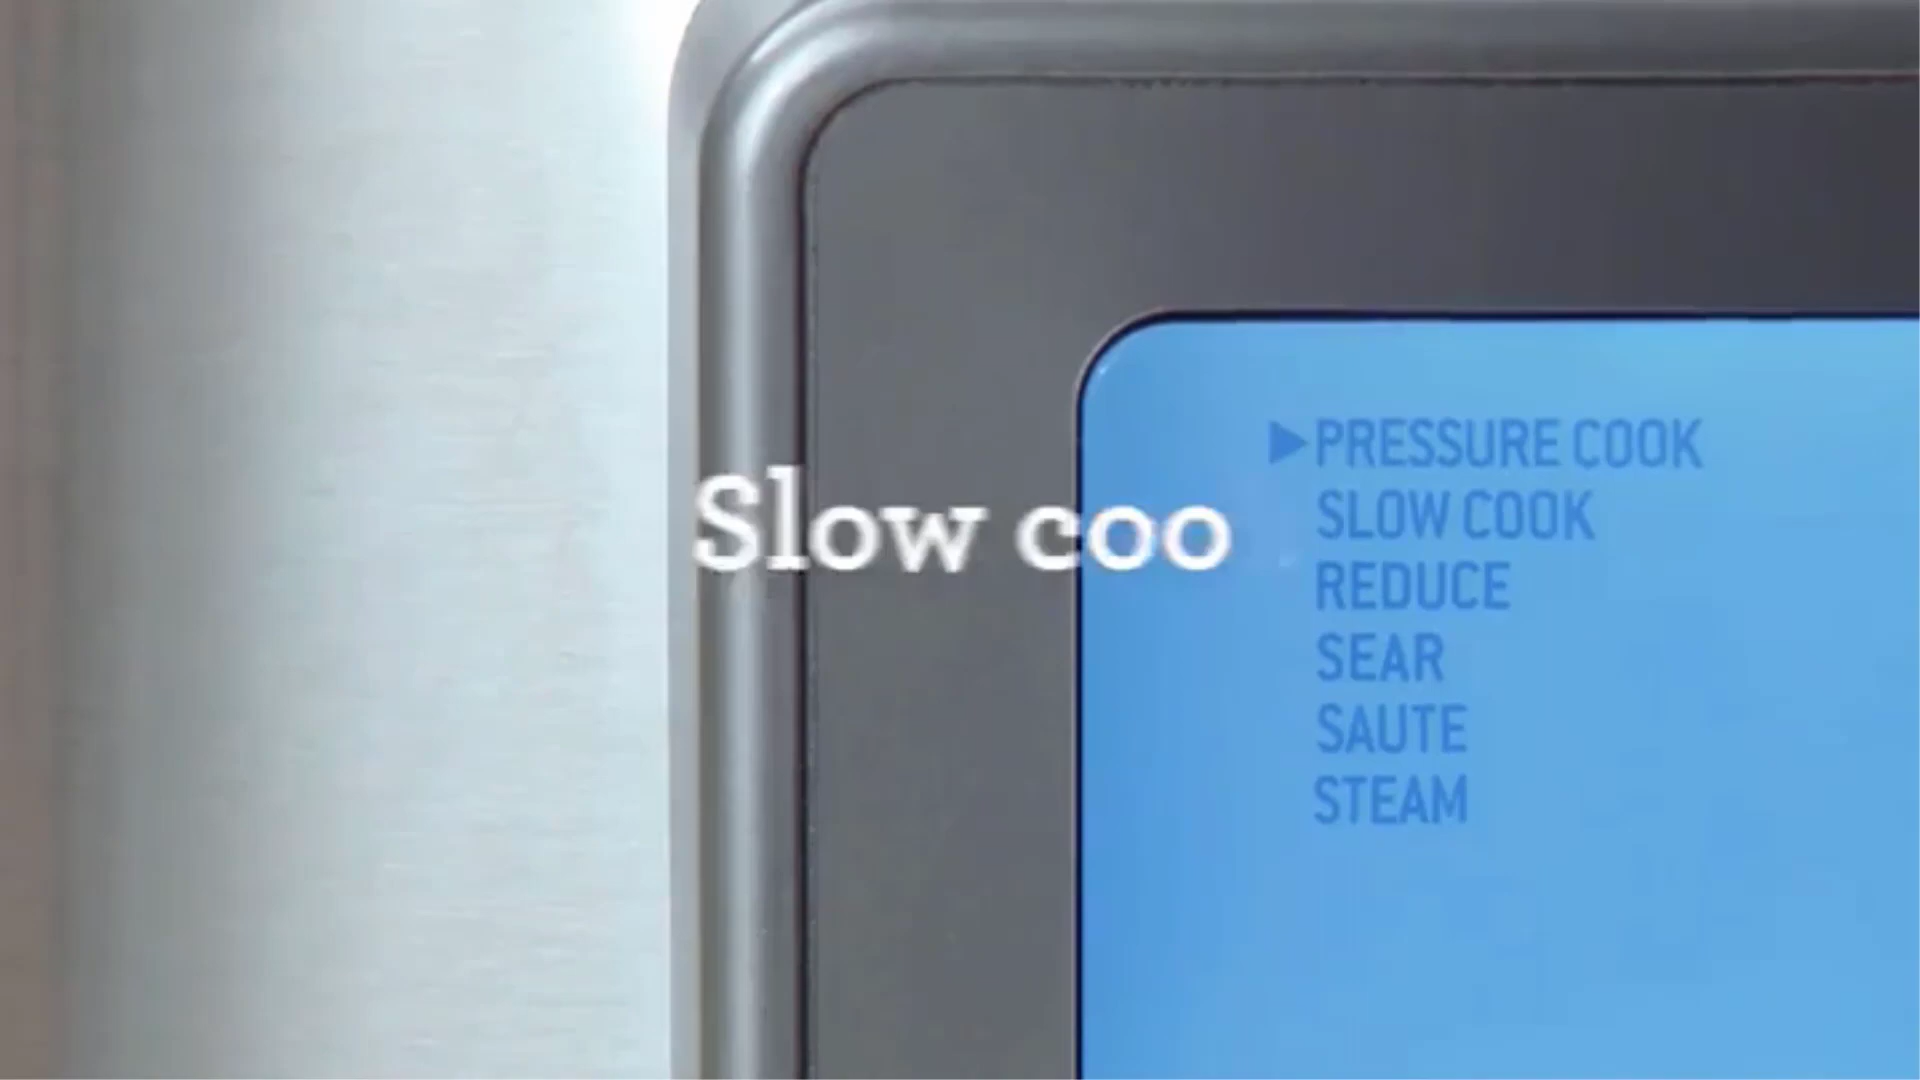 ▶PRESSURE COOK
SLOW COOK
Slow coo
REDUCE
SEAR
SAUTE
STEAM